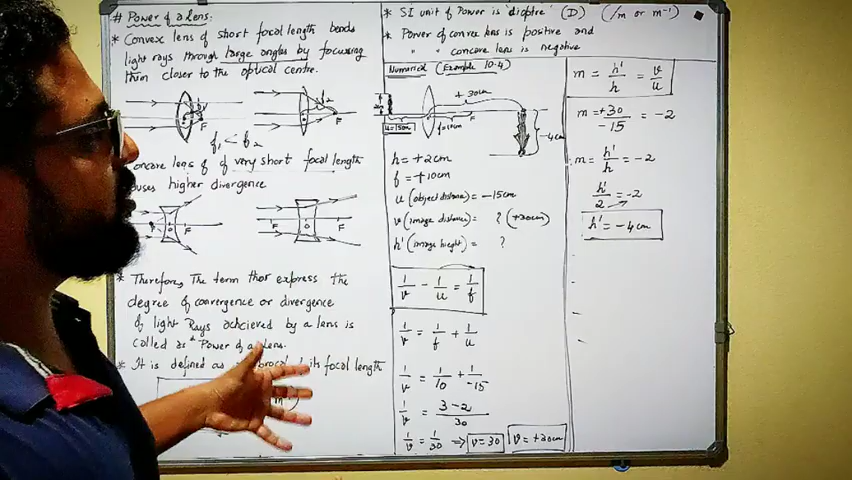 # Power of a Lens:
* Convex lens of short focal length bends
light rays through large angles by focussing
them closer to the optical centre.
F
f₁ < f₂
Concave lens of of very short focal length
causes higher divergence
F
F
* Therefore, The term that express the
degree of convergence or divergence
of light Rays achieved by a lens is
called as "Power of a Lens.
* It is defined as its focal length
* SI unit of Power is 'dioptre' (D) (/m or m⁻¹)
* Power of convex lens is positive and
" " concave lens is negative
Numerical (Example 10.4)
+ 30cm
u=15cm
f=10cm
F
-4cm
h = +2cm
f = +10cm
u (object distance) = -15cm
v (image distance) = ? (+30cm)
h' (image height) = ?
1/v - 1/u = 1/f
1/v = 1/f + 1/u
1/v = 1/10 + 1/-15
1/v = 3-2/30
1/v = 1/30 ⇒ v = 30 v = +30cm
m = h'/h = v/u
m = +30/-15 = -2
m = h'/h = -2
h'/2 = -2
h' = -4cm